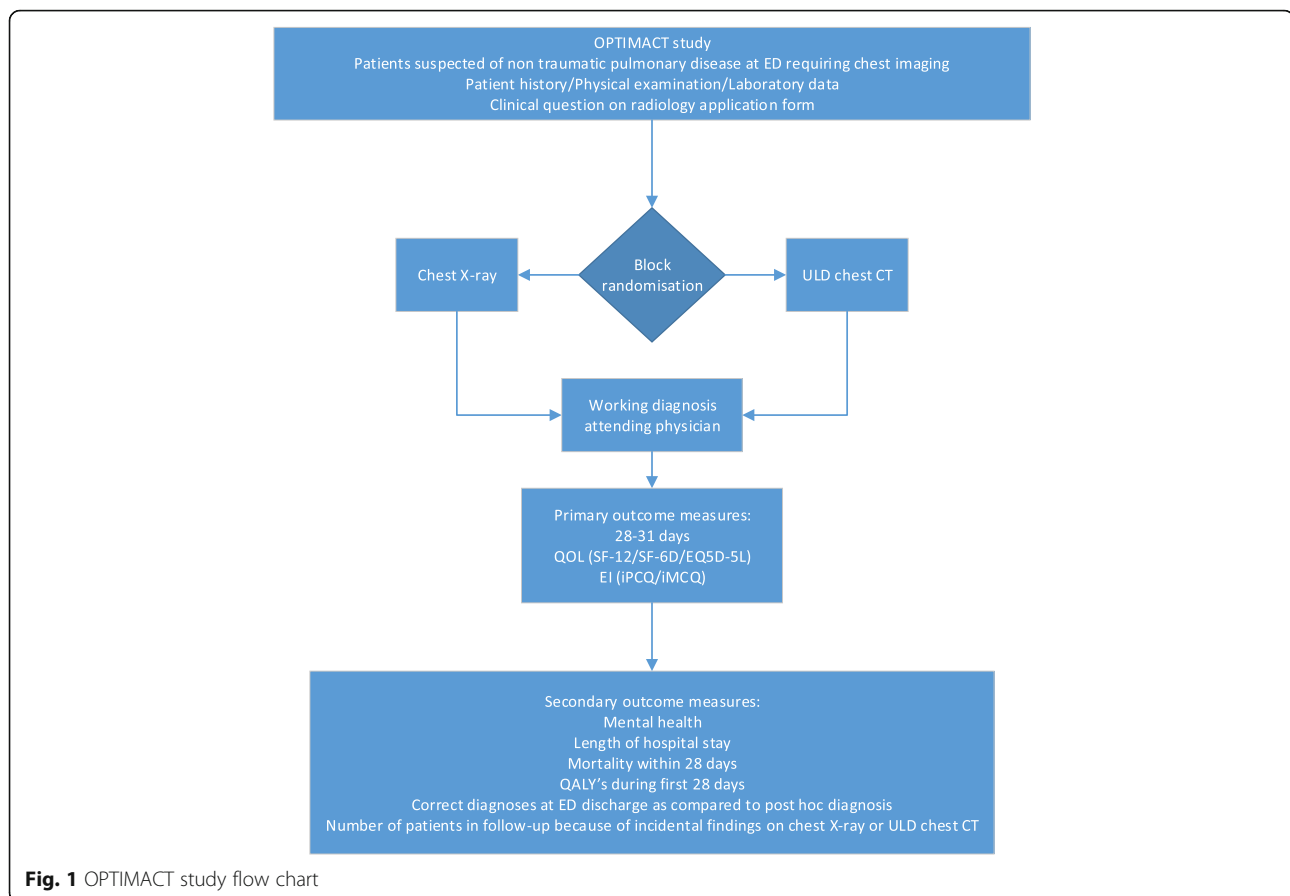 OPTIMACT study
Patients suspected of non traumatic pulmonary disease at ED requiring chest imaging
Patient history/Physical examination/Laboratory data
Clinical question on radiology application form
Chest X-ray
Block
randomisation
ULD chest CT
Working diagnosis
attending physician
Primary outcome measures:
28-31 days
QOL (SF-12/SF-6D/EQ5D-5L)
EI (iPCQ/iMCQ)
Secondary outcome measures:
Mental health
Length of hospital stay
Mortality within 28 days
QALY's during first 28 days
Correct diagnoses at ED discharge as compared to post hoc diagnosis
Number of patients in follow-up because of incidental findings on chest X-ray or ULD chest CT
Fig. 1 OPTIMACT study flow chart